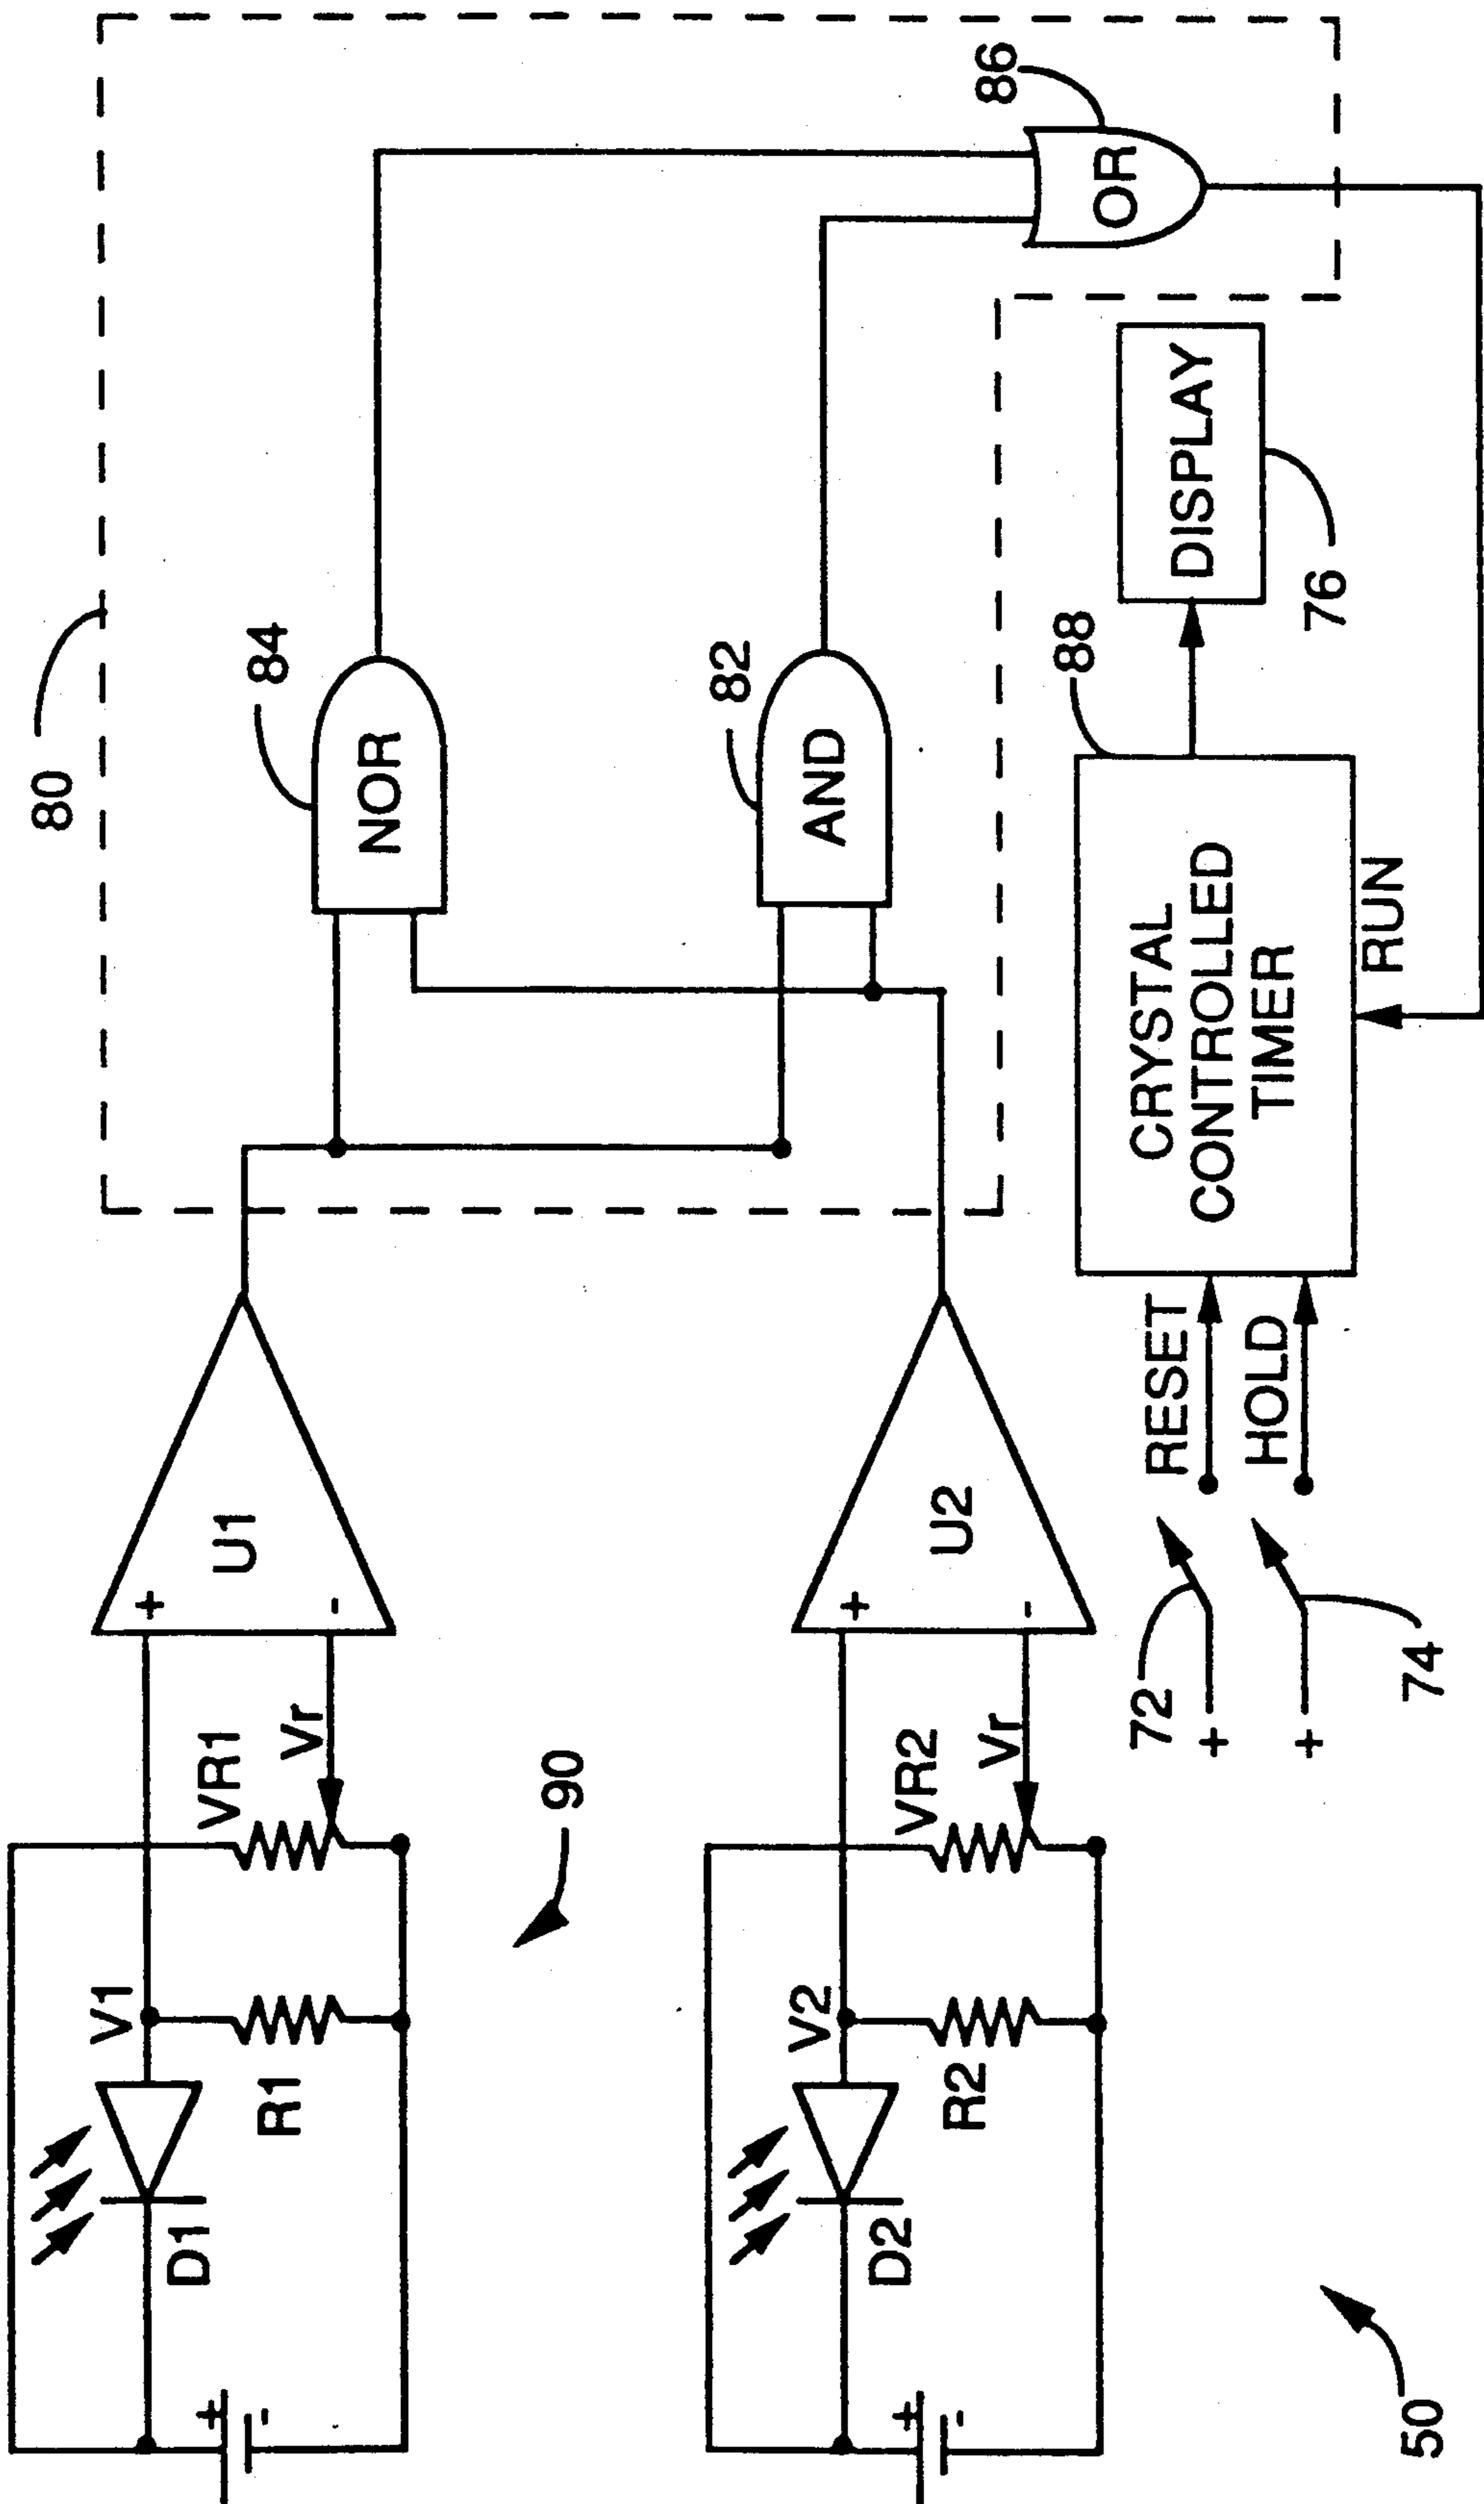 80
84
NOR
82
AND
86
OR
V1
VR1
Vr
+
-
U1
D1
R1
+
-
90
V2
VR2
Vr
+
-
U2
D2
R2
+
-
88
CRYSTAL
CONTROLLED
TIMER
DISPLAY
76
RUN
RESET
HOLD
72
+
+
74
50